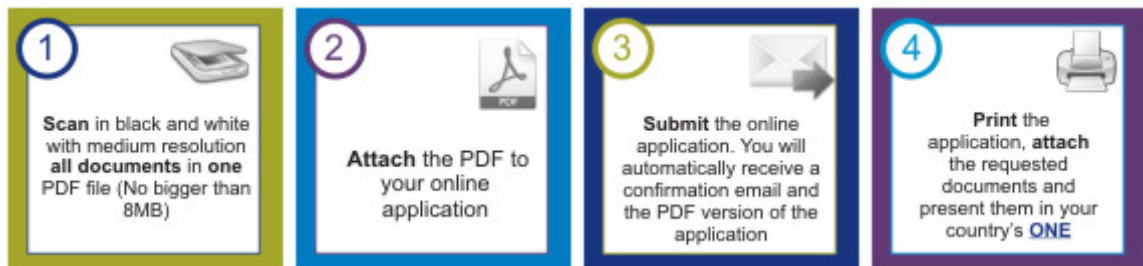 1
Scan in black and white
with medium resolution
all documents in one
PDF file (No bigger than
8MB)
2
PDF
Attach the PDF to
your online
application
3
Submit the online
application. You will
automatically receive a
confirmation email and
the PDF version of the
application
4
Print the
application, attach
the requested
documents and
present them in your
country's ONE